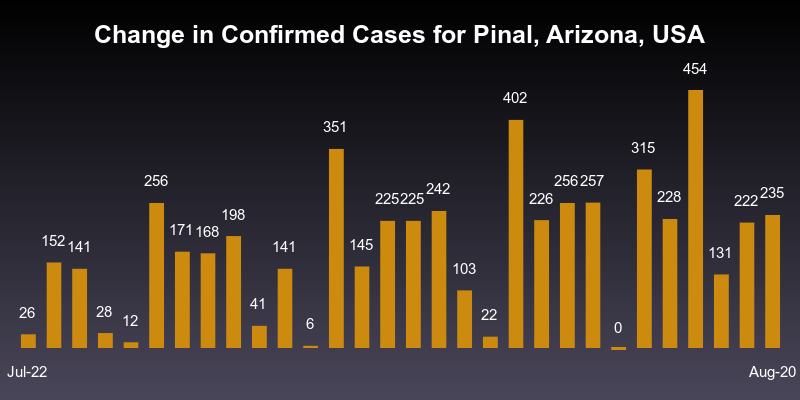 Change in Confirmed Cases for Pinal, Arizona, USA
26 152 141 28 12 256 171 168 198 41 141 6 351 145 225 225 242 103 22 402 226 256 257 0 315 228 454 131 222 235
Jul-22 Aug-20